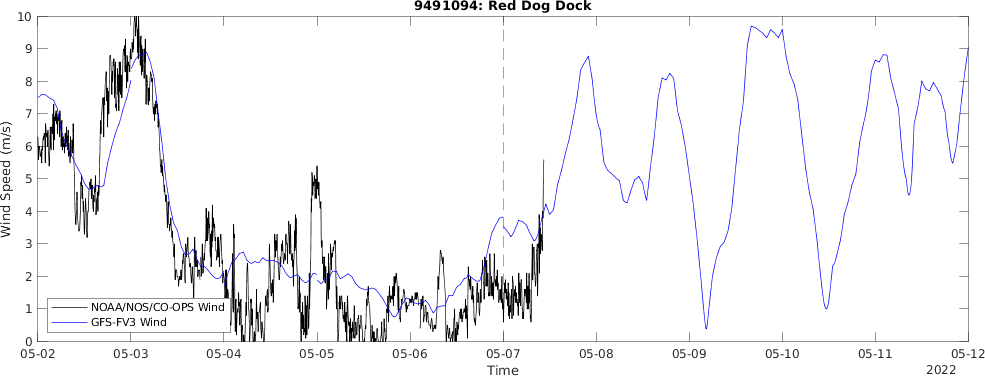 9491094: Red Dog Dock
Wind Speed (m/s)
10
9
8
7
6
5
4
3
2
1
0
NOAA/NOS/CO-OPS Wind
GFS-FV3 Wind
05-02 05-03 05-04 05-05 05-06 05-07 05-08 05-09 05-10 05-11 05-12
Time
2022